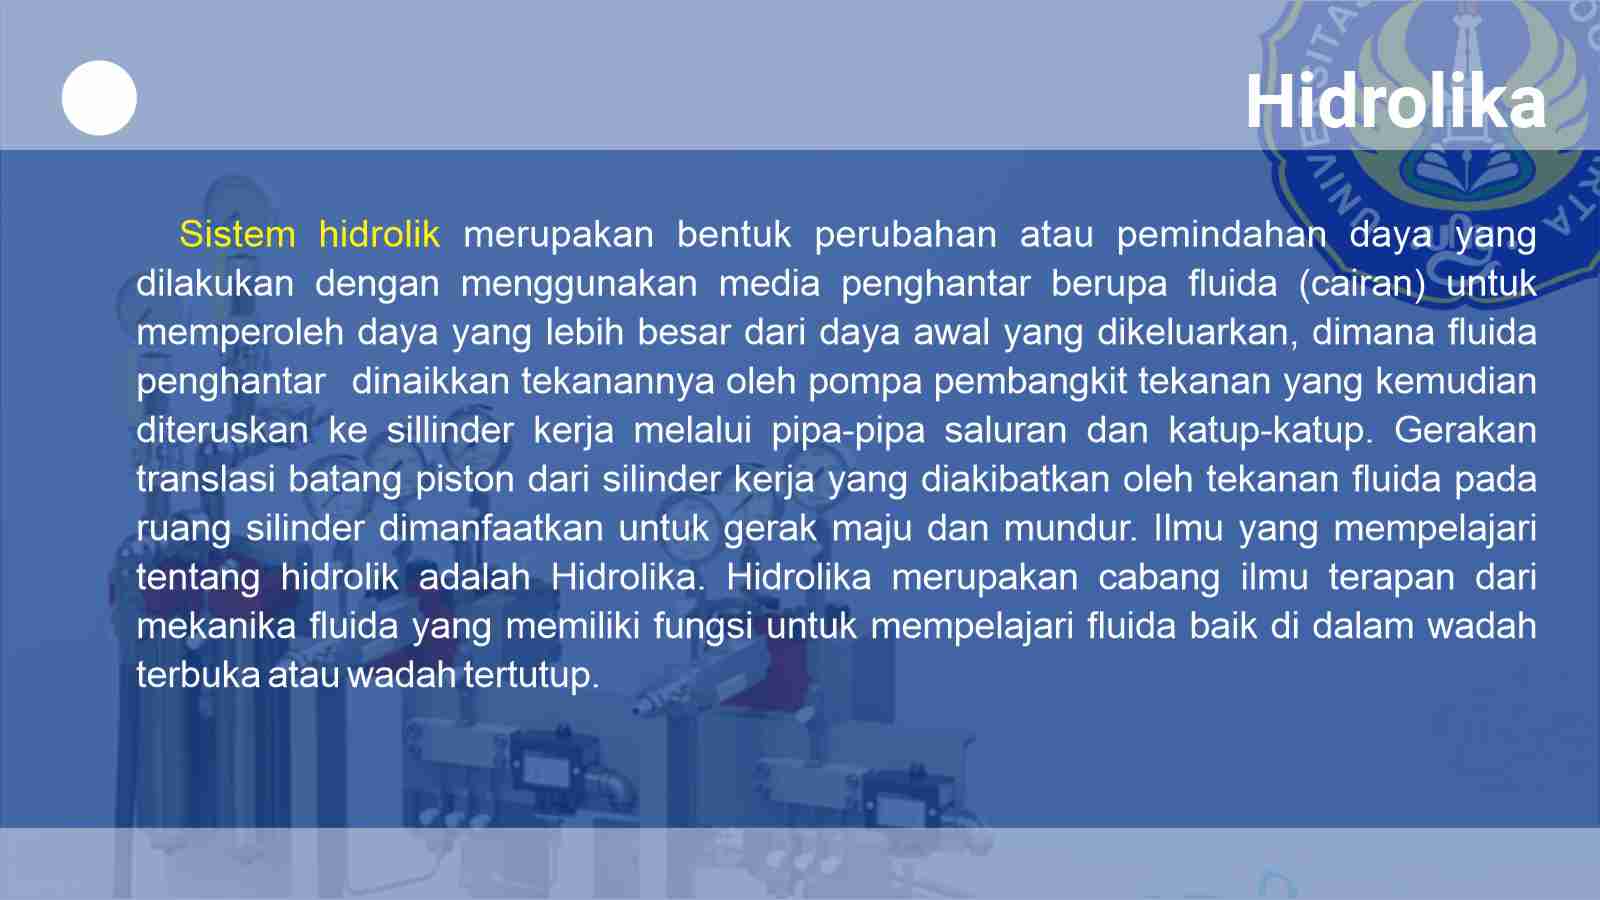 Hidrolika
Sistem hidrolik merupakan bentuk perubahan atau pemindahan daya yang
dilakukan dengan menggunakan media penghantar berupa fluida (cairan) untuk
memperoleh daya yang lebih besar dari daya awal yang dikeluarkan, dimana fluida
penghantar dinaikkan tekanannya oleh pompa pembangkit tekanan yang kemudian
diteruskan ke sillinder kerja melalui pipa-pipa saluran dan katup-katup. Gerakan
translasi batang piston dari silinder kerja yang diakibatkan oleh tekanan fluida pada
ruang silinder dimanfaatkan untuk gerak maju dan mundur. Ilmu yang mempelajari
tentang hidrolik adalah Hidrolika. Hidrolika merupakan cabang ilmu terapan dari
mekanika fluida yang memiliki fungsi untuk mempelajari fluida baik di dalam wadah
terbuka atau wadah tertutup.